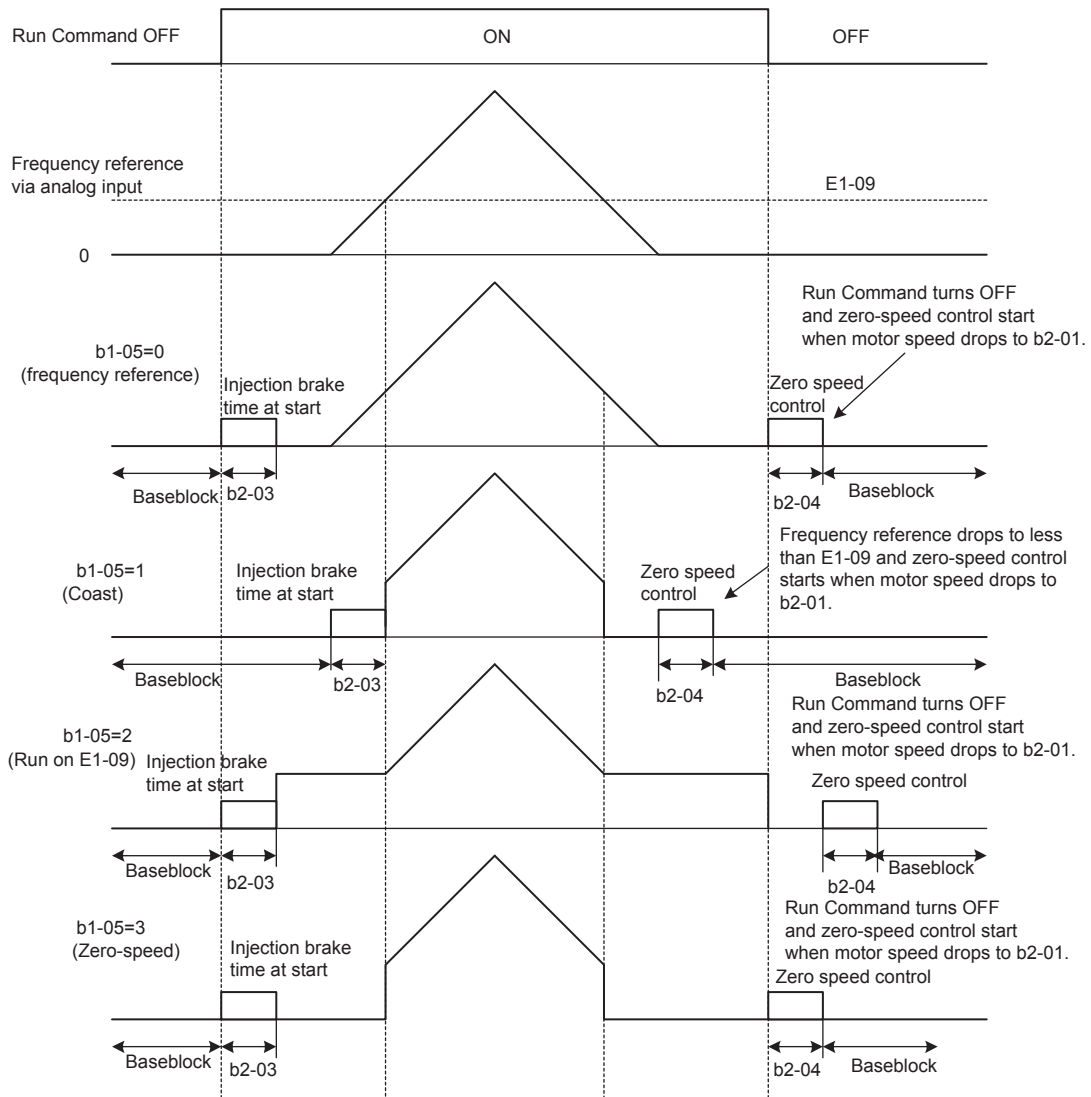 Run Command OFF
ON
OFF
Frequency reference
via analog input
E1-09
0
Run Command turns OFF
and zero-speed control start
when motor speed drops to b2-01.
b1-05=0
(frequency reference)
Injection brake
time at start
Zero speed
control
Baseblock
b2-03
b2-04
Baseblock
Frequency reference drops to less
than E1-09 and zero-speed control
starts when motor speed drops to
b2-01.
b1-05=1
(Coast)
Injection brake
time at start
Zero speed
control
Baseblock
b2-03
b2-04
Baseblock
Run Command turns OFF
and zero-speed control start
when motor speed drops to b2-01.
b1-05=2
(Run on E1-09)
Injection brake
time at start
Zero speed control
Baseblock
b2-03
b2-04
Baseblock
Run Command turns OFF
and zero-speed control start
when motor speed drops to b2-01.
b1-05=3
(Zero-speed)
Injection brake
time at start
Zero speed control
Baseblock
b2-03
b2-04
Baseblock